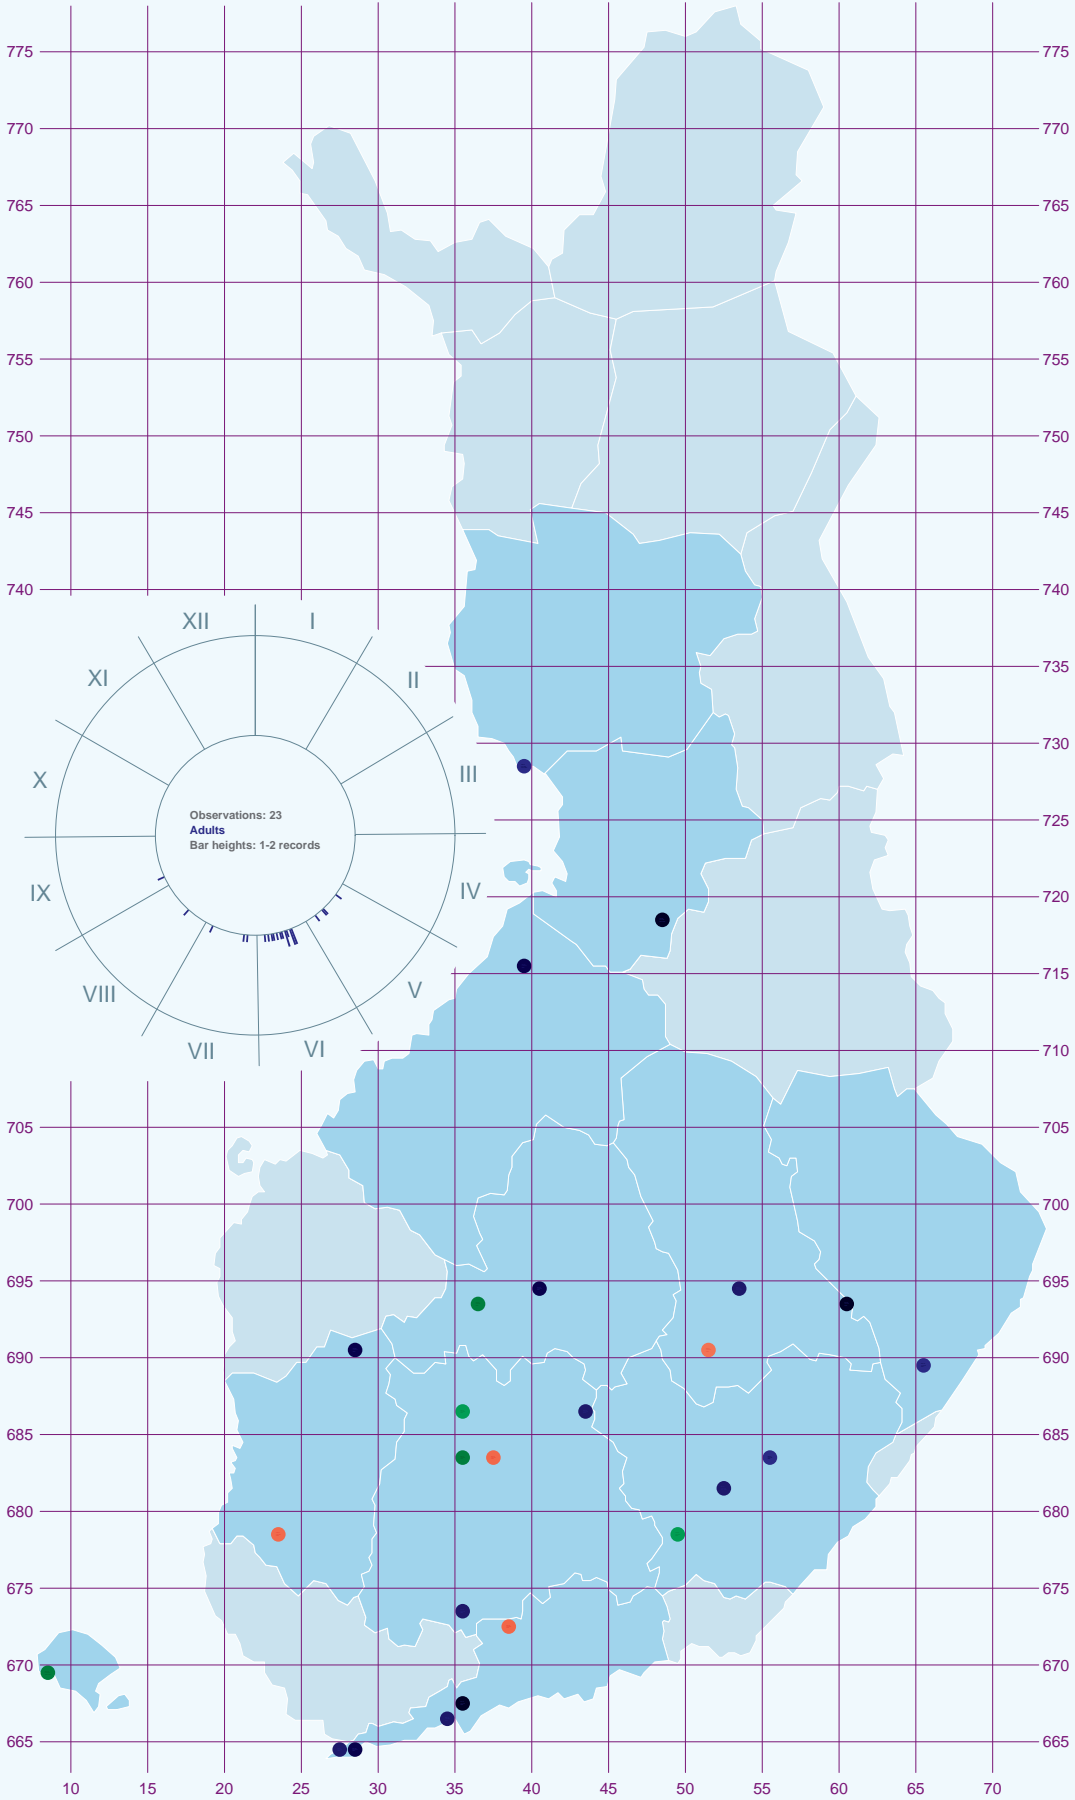 775 775
770 770
765 765
760 760
755 755
750 750
745 745
740 740
XII I
XI II
735
730
X III
Observations: 23
Adults
Bar heights: 1-2 records
725
IX IV
720
VIII V
715
VII VI
710
705 705
700 700
695 695
690 690
685 685
680 680
675 675
670 670
665 665
10 15 20 25 30 35 40 45 50 55 60 65 70